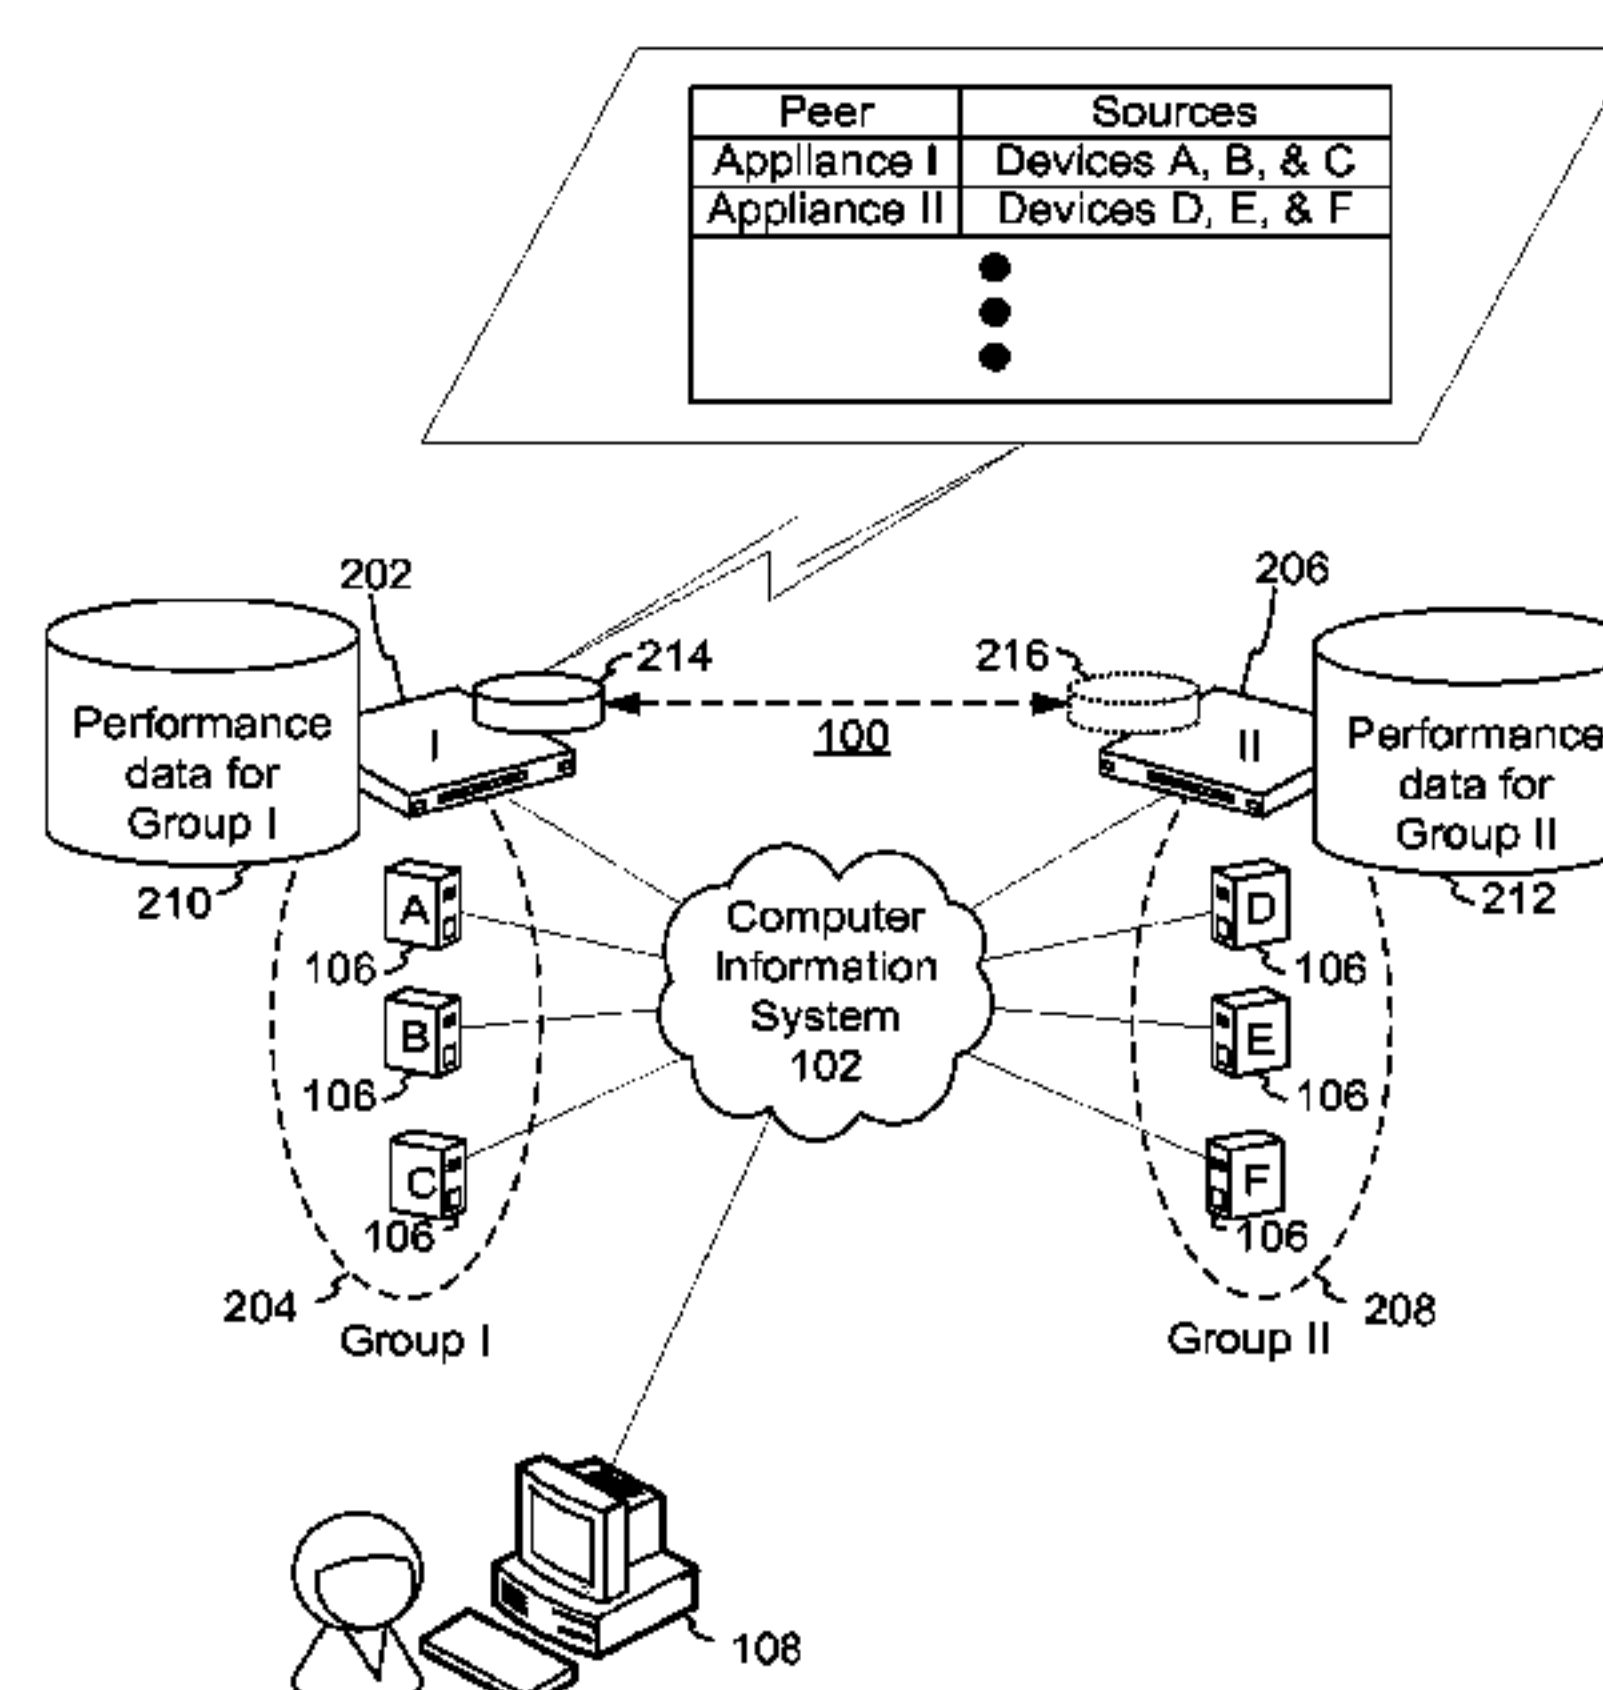 Peer Sources
Appliance I Devices A, B, & C
Appliance II Devices D, E, & F
202
206
214
216
Performance
data for
Group I
I
100
II
Performance
data for
Group II
210
212
A
106
B
106
C
106
Computer
Information
System
102
D
106
E
106
F
106
204
Group I
208
Group II
108